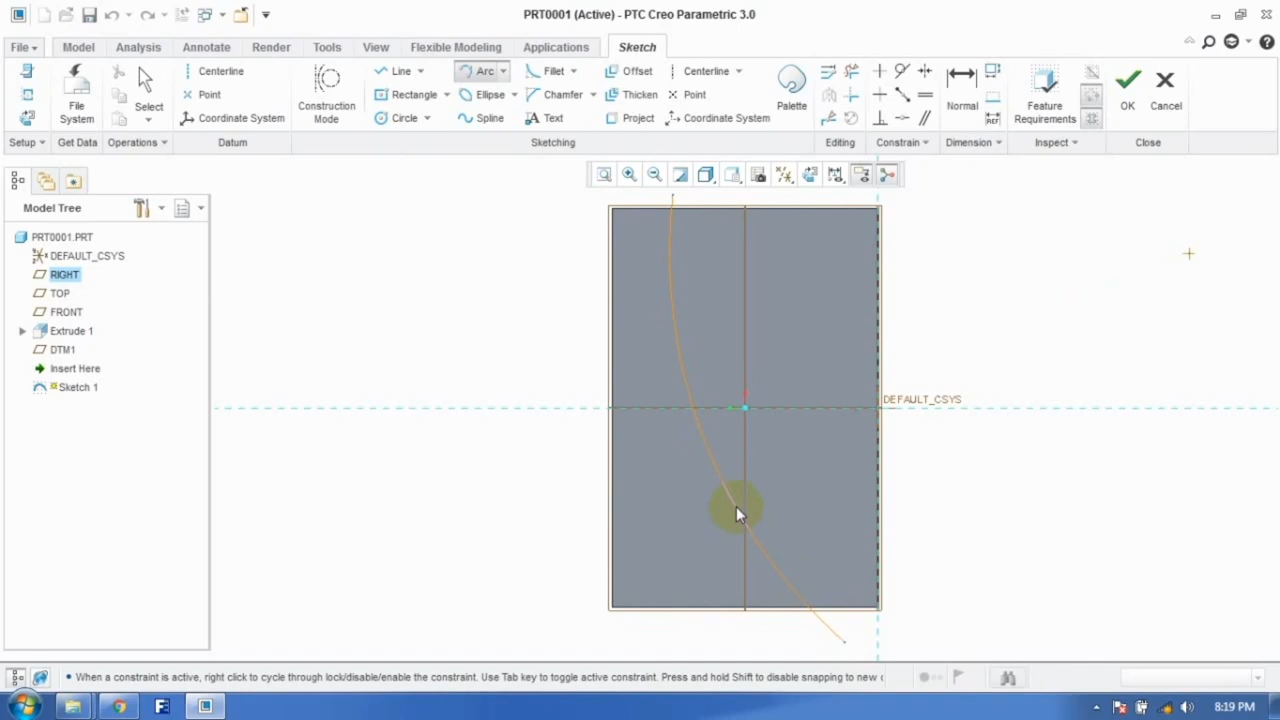 PRT0001 (Active) - PTC Creo Parametric 3.0
File Model Analysis Annotate Render Tools View Flexible Modeling Applications Sketch
Centerline Line Arc Fillet Offset Centerline
Point Rectangle Ellipse Chamfer Thicken Point
Coordinate System Circle Spline Text Project Coordinate System
File System
Select
Construction Mode
Palette
Normal
REF
Feature Requirements
OK
Cancel
Setup Get Data Operations Datum Sketching Editing Constrain Dimension Inspect Close
Model Tree
PRT0001.PRT
DEFAULT_CSYS
RIGHT
TOP
FRONT
Extrude 1
DTM1
Insert Here
Sketch 1
DEFAULT_CSYS
• When a constraint is active, right click to cycle through lock/disable/enable the constraint. Use Tab key to toggle active constraint. Press and hold Shift to disable snapping to new c
8:19 PM